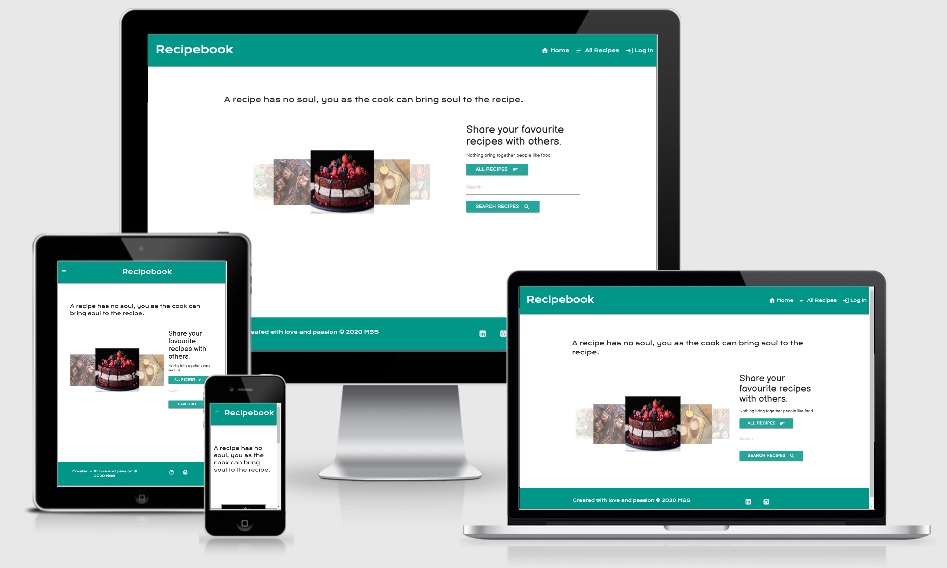 Recipebook
Home
All Recipes
Log In
A recipe has no soul, you as the cook can bring soul to the recipe.
Share your favourite
recipes with others.
Nothing bring together people like food
ALL RECIPES
Search
SEARCH RECIPES
Created with love and passion © 2020 MSS
Recipebook
A recipe has no soul, you as the cook can
bring soul to the recipe.
Share your
favourite
recipes with
others.
ALL RECIPES
Created with love and passion ©
2020 MSS
Recipebook
A recipe has no
soul, you as the
cook can bring
soul to the recipe.
Recipebook
Home
All Recipes
Log In
A recipe has no soul, you as the cook can bring soul to the
recipe.
Share your
favourite recipes
with others.
Nothing bring together people like food
ALL RECIPES
Search
SEARCH RECIPES
Created with love and passion © 2020 MSS